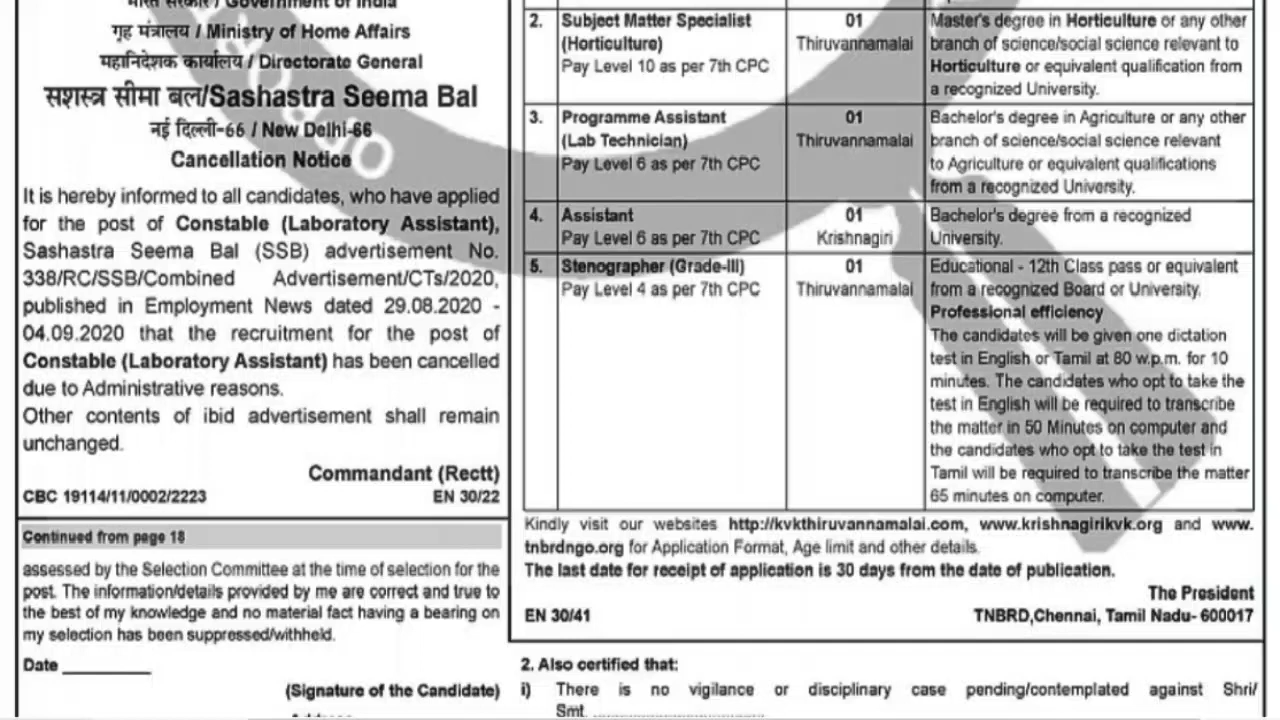 भारत सरकार / Government of India
गृह मंत्रालय / Ministry of Home Affairs
महानिदेशक कार्यालय / Directorate General
सशस्त्र सीमा बल/Sashastra Seema Bal
नई दिल्ली-66 / New Delhi-66
Cancellation Notice
It is hereby informed to all candidates, who have applied
for the post of Constable (Laboratory Assistant),
Sashastra Seema Bal (SSB) advertisement No.
338/RC/SSB/Combined Advertisement/CTs/2020,
published in Employment News dated 29.08.2020 -
04.09.2020 that the recruitment for the post of
Constable (Laboratory Assistant) has been cancelled
due to Administrative reasons.
Other contents of ibid advertisement shall remain
unchanged.
Commandant (Rectt)
CBC 19114/11/0002/2223 EN 30/22
Continued from page 18
assessed by the Selection Committee at the time of selection for the
post. The information/details provided by me are correct and true to
the best of my knowledge and no material fact having a bearing on
my selection has been suppressed/withheld.
Date __________
(Signature of the Candidate)
2. Subject Matter Specialist
(Horticulture)
Pay Level 10 as per 7th CPC
01
Thiruvannamalai
Master's degree in Horticulture or any other
branch of science/social science relevant to
Horticulture or equivalent qualification from
a recognized University.
3. Programme Assistant
(Lab Technician)
Pay Level 6 as per 7th CPC
01
Thiruvannamalai
Bachelor's degree in Agriculture or any other
branch of science/social science relevant
to Agriculture or equivalent qualifications
from a recognized University.
4. Assistant
Pay Level 6 as per 7th CPC
01
Krishnagiri
Bachelor's degree from a recognized
University.
5. Stenographer (Grade-III)
Pay Level 4 as per 7th CPC
01
Thiruvannamalai
Educational - 12th Class pass or equivalent
from a recognized Board or University.
Professional efficiency
The candidates will be given one dictation
test in English or Tamil at 80 w.p.m. for 10
minutes. The candidates who opt to take the
test in English will be required to transcribe
the matter in 50 Minutes on computer and
the candidates who opt to take the test in
Tamil will be required to transcribe the matter
65 minutes on computer.
Kindly visit our websites http://kvkthiruvannamalai.com, www.krishnagirikvk.org and www.
tnbrdngo.org for Application Format, Age limit and other details.
The last date for receipt of application is 30 days from the date of publication.
The President
EN 30/41 TNBRD,Chennai, Tamil Nadu- 600017
2. Also certified that:
i) There is no vigilance or disciplinary case pending/contemplated against Shri/
Smt. ____________________